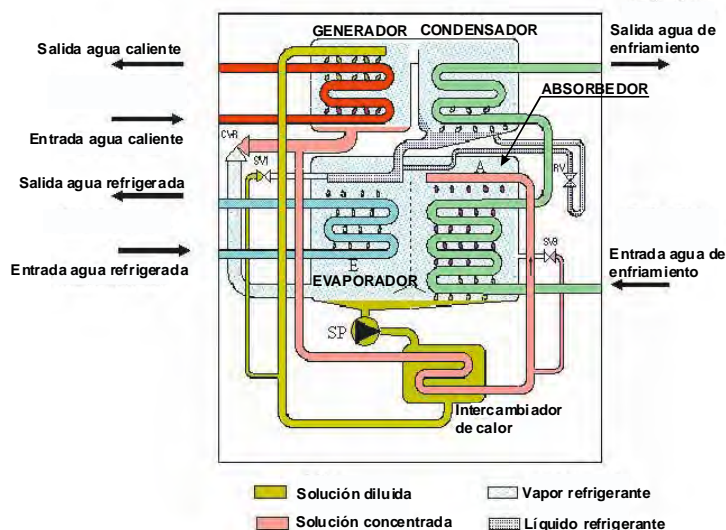 GENERADOR
CONDENSADOR
Salida agua caliente
Salida agua de
enfriamiento
ABSORBEDOR
Entrada agua caliente
CVR
SV1
A
RV
Salida agua refrigerada
Entrada agua refrigerada
E
EVAPORADOR
SV9
Entrada agua de
enfriamiento
SP
Intercambiador
de calor
Solución diluida
Vapor refrigerante
Solución concentrada
Líquido refrigerante